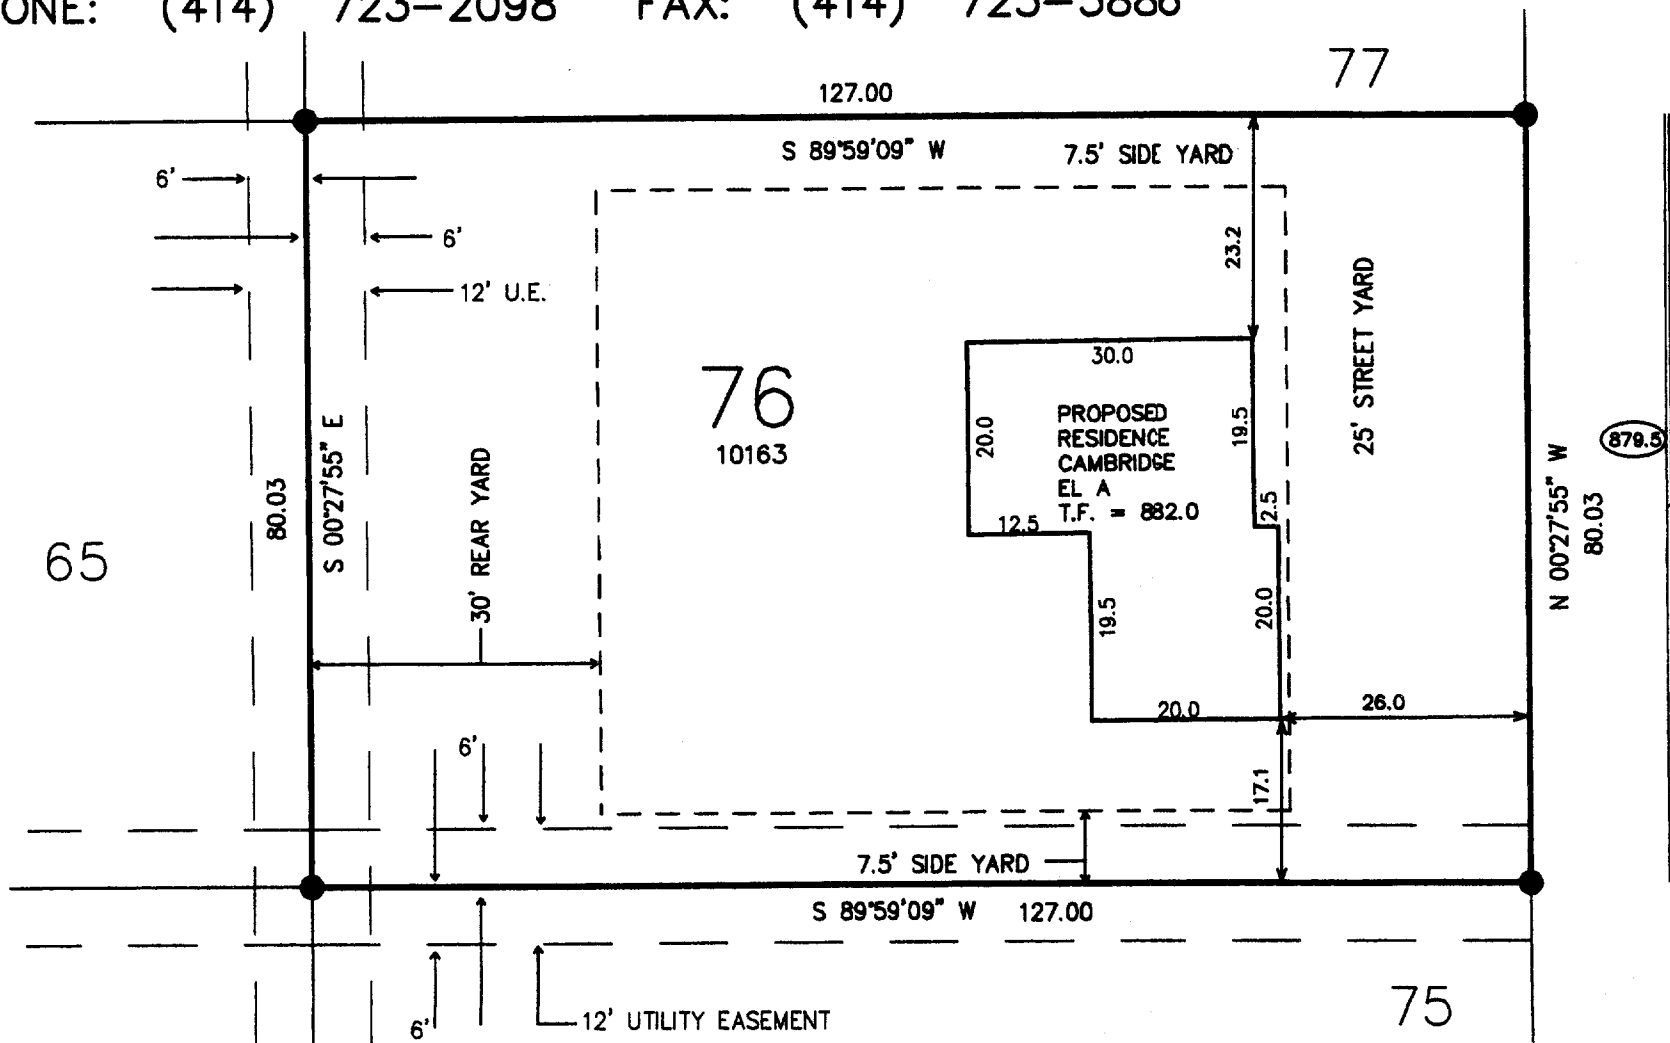 ONE: (414) 723-2098 FAX: (414) 723-5886
77
127.00
S 89°59'09" W
7.5' SIDE YARD
6'
6'
12' U.E.
23.2
25' STREET YARD
30.0
76
10163
20.0
PROPOSED
RESIDENCE
CAMBRIDGE
EL A
T.F. = 882.0
19.5
879.5
80.03
S 00°27'55" E
30' REAR YARD
12.5
2.5
N 00°27'55" W
80.03
65
19.5
20.0
20.0
26.0
6'
17.1
7.5' SIDE YARD
S 89°59'09" W 127.00
75
6'
12' UTILITY EASEMENT